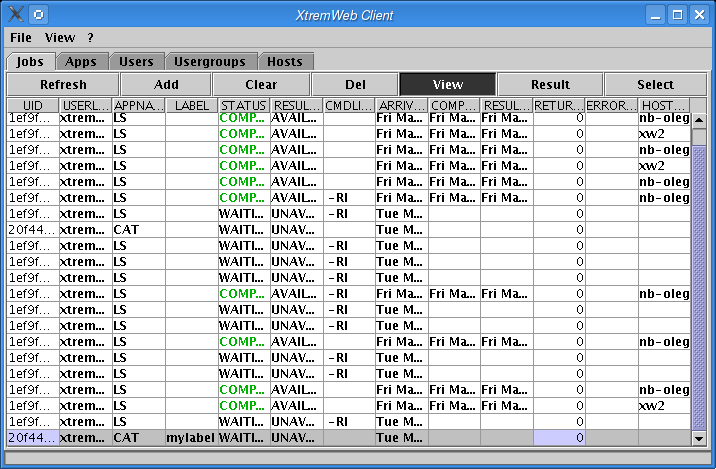 XtremWeb Client
File View ?
Jobs Apps Users Usergroups Hosts
Refresh Add Clear Del View Result Select
UID USERL... APPNA... LABEL STATUS RESUL... CMDLI... ARRIV... COMP... RESUL... RETUR... ERROR... HOST...
1ef9f... xtrem... LS COMP... AVAIL... Fri Ma... Fri Ma... Fri Ma... 0 nb-oleg
1ef9f... xtrem... LS COMP... AVAIL... Fri Ma... Fri Ma... Fri Ma... 0 xw2
1ef9f... xtrem... LS COMP... AVAIL... Fri Ma... Fri Ma... Fri Ma... 0 nb-oleg
1ef9f... xtrem... LS COMP... AVAIL... Fri Ma... Fri Ma... Fri Ma... 0 xw2
1ef9f... xtrem... LS COMP... AVAIL... Fri Ma... Fri Ma... Fri Ma... 0 nb-oleg
1ef9f... xtrem... LS COMP... AVAIL... -RI Fri Ma... Fri Ma... Fri Ma... 0 nb-oleg
1ef9f... xtrem... LS WAITI... UNAV... -RI Tue M... 0
20f44... xtrem... CAT WAITI... UNAV... Tue M... 0
1ef9f... xtrem... LS WAITI... UNAV... -RI Tue M... 0
1ef9f... xtrem... LS WAITI... UNAV... -RI Tue M... 0
1ef9f... xtrem... LS WAITI... UNAV... -RI Tue M... 0
1ef9f... xtrem... LS COMP... AVAIL... Fri Ma... Fri Ma... Fri Ma... 0 nb-oleg
1ef9f... xtrem... LS WAITI... UNAV... -RI Tue M... 0
1ef9f... xtrem... LS WAITI... UNAV... -RI Tue M... 0
1ef9f... xtrem... LS COMP... AVAIL... Fri Ma... Fri Ma... Fri Ma... 0 nb-oleg
1ef9f... xtrem... LS WAITI... UNAV... -RI Tue M... 0
1ef9f... xtrem... LS WAITI... UNAV... -RI Tue M... 0
1ef9f... xtrem... LS COMP... AVAIL... Fri Ma... Fri Ma... Fri Ma... 0 nb-oleg
1ef9f... xtrem... LS COMP... AVAIL... Fri Ma... Fri Ma... Fri Ma... 0 xw2
1ef9f... xtrem... LS WAITI... UNAV... -RI Tue M... 0
20f44... xtrem... CAT mylabel WAITI... UNAV... Tue M... 0